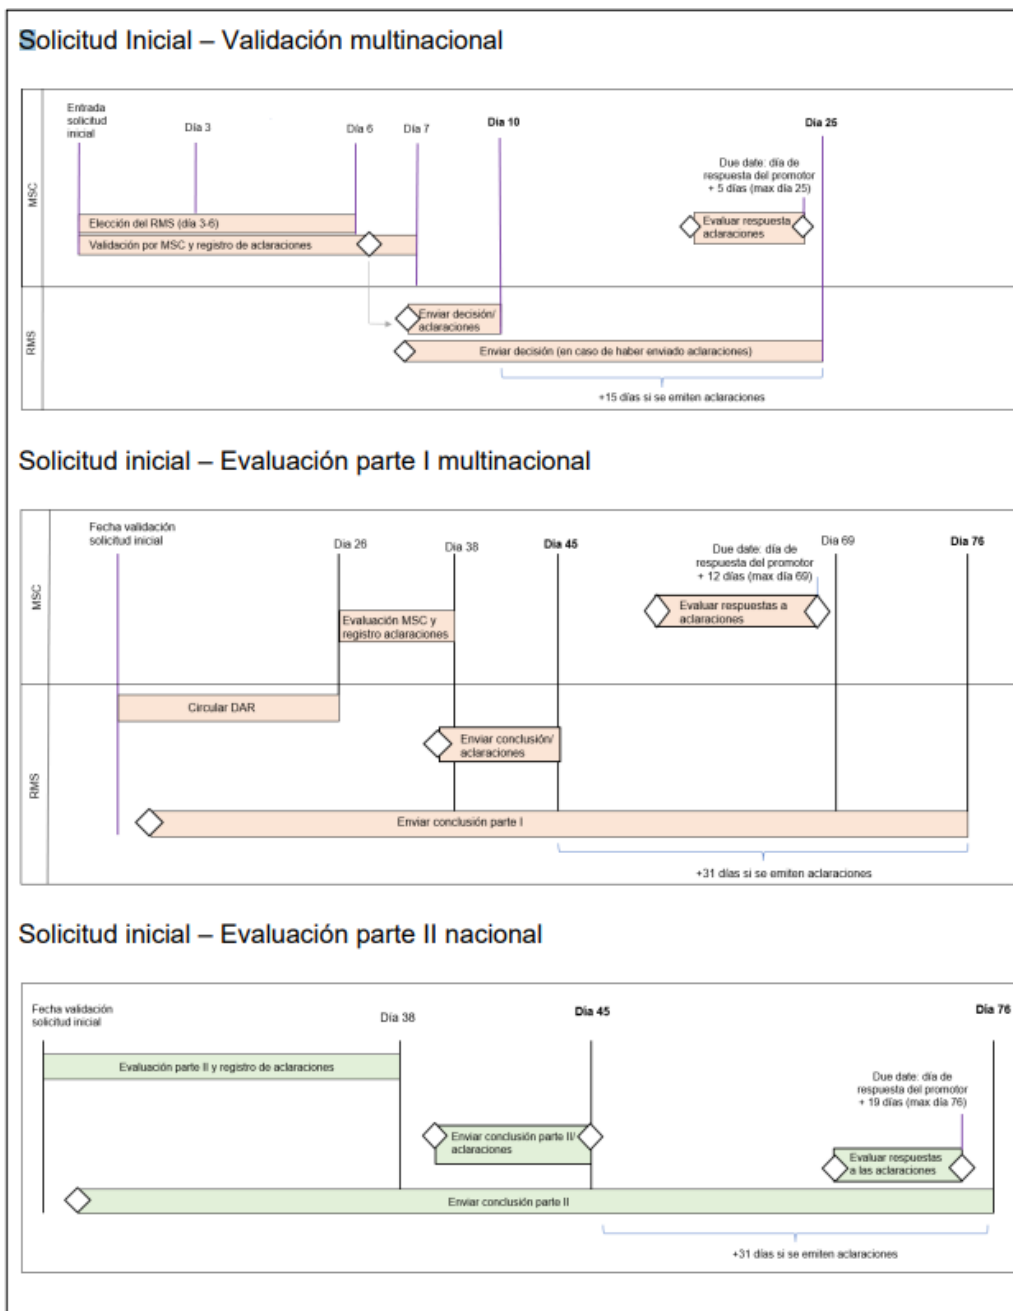 Solicitud Inicial – Validación multinacional
Entrada
solicitud
inicial
Día 3
Día 6
Día 7
Día 10
Día 25
MSC
Due date: día de
respuesta del promotor
+ 5 días (max día 25)
Elección del RMS (día 3-6)
Evaluar respuesta
aclaraciones
Validación por MSC y registro de aclaraciones
RMS
Enviar decisión/
aclaraciones
Enviar decisión (en caso de haber enviado aclaraciones)
+15 días si se emiten aclaraciones
Solicitud inicial – Evaluación parte I multinacional
Fecha validación
solicitud inicial
Dia 26
Día 38
Día 45
Día 69
Día 76
MSC
Due date: día de
respuesta del promotor
+ 12 días (max día 69)
Evaluación MSC y
registro aclaraciones
Evaluar respuestas a
aclaraciones
RMS
Circular DAR
Enviar conclusión/
aclaraciones
Enviar conclusión parte I
+31 días si se emiten aclaraciones
Solicitud inicial – Evaluación parte II nacional
Fecha validación
solicitud inicial
Día 38
Día 45
Día 76
Evaluación parte II y registro de aclaraciones
Due date: día de
respuesta del promotor
+ 19 días (max día 76)
Enviar conclusión parte II/
aclaraciones
Evaluar respuestas
a las aclaraciones
Enviar conclusión parte II
+31 días si se emiten aclaraciones